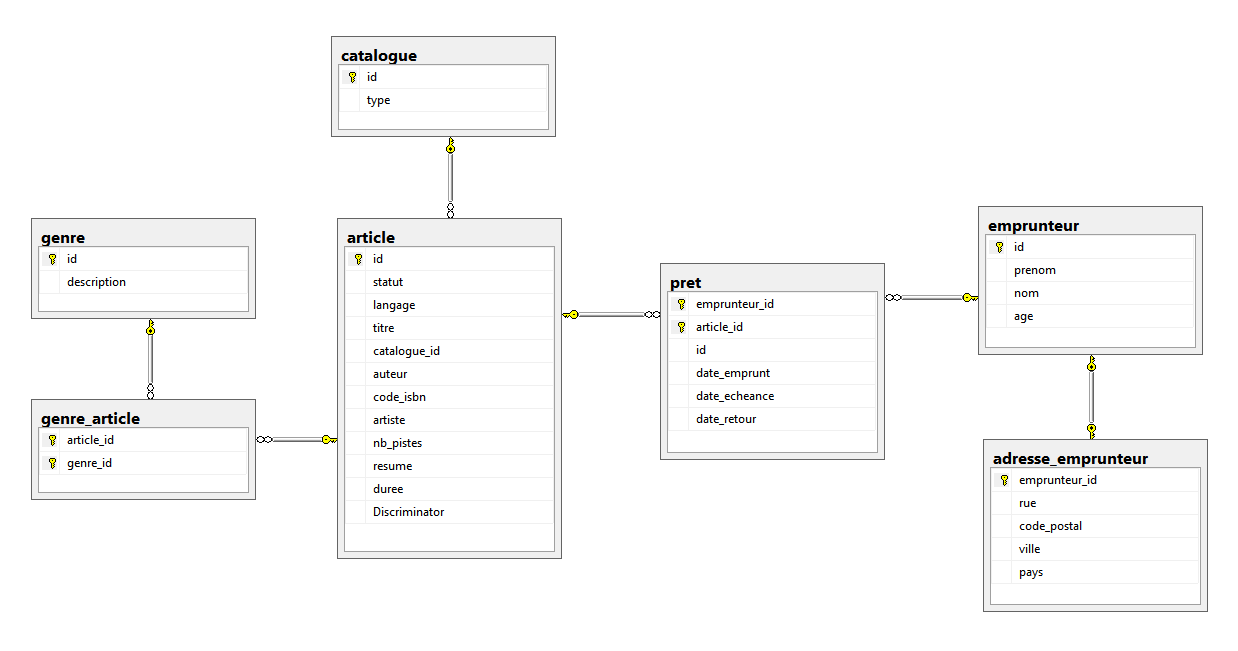 catalogue
id
type
genre
id
description
genre_article
article_id
genre_id
article
id
statut
langage
titre
catalogue_id
auteur
code_isbn
artiste
nb_pistes
resume
duree
Discriminator
pret
emprunteur_id
article_id
id
date_emprunt
date_echeance
date_retour
emprunteur
id
prenom
nom
age
adresse_emprunteur
emprunteur_id
rue
code_postal
ville
pays